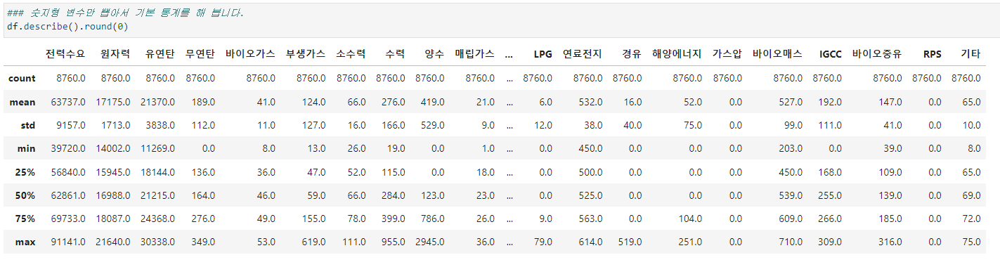 ### 숫지형 변수만 뽑아서 기본 통계를 해 봅니다.
df.describe().round(0)
전력수요 원자력 유연탄 무연탄 바이오가스 부생가스 소수력 수력 양수 매립가스 ... LPG 연료전지 경유 해양에너지 가스압 바이오매스 IGCC 바이오중유 RPS 기타
count 8760.0 8760.0 8760.0 8760.0 8760.0 8760.0 8760.0 8760.0 8760.0 8760.0 ... 8760.0 8760.0 8760.0 8760.0 8760.0 8760.0 8760.0 8760.0 8760.0 8760.0
mean 63737.0 17175.0 21370.0 189.0 41.0 124.0 66.0 276.0 419.0 21.0 ... 6.0 532.0 16.0 52.0 0.0 527.0 192.0 147.0 0.0 65.0
std 9157.0 1713.0 3838.0 112.0 11.0 127.0 16.0 166.0 529.0 9.0 ... 12.0 38.0 40.0 75.0 0.0 99.0 111.0 41.0 0.0 10.0
min 39720.0 14002.0 11269.0 0.0 8.0 13.0 26.0 19.0 0.0 1.0 ... 0.0 450.0 0.0 0.0 0.0 203.0 0.0 39.0 0.0 8.0
25% 56840.0 15945.0 18144.0 136.0 36.0 47.0 52.0 115.0 0.0 18.0 ... 0.0 500.0 0.0 0.0 0.0 450.0 168.0 109.0 0.0 65.0
50% 62861.0 16988.0 21215.0 164.0 46.0 59.0 66.0 284.0 123.0 23.0 ... 0.0 525.0 0.0 0.0 0.0 539.0 255.0 139.0 0.0 69.0
75% 69733.0 18087.0 24368.0 276.0 49.0 155.0 78.0 399.0 786.0 26.0 ... 9.0 563.0 0.0 104.0 0.0 609.0 266.0 185.0 0.0 72.0
max 91141.0 21640.0 30338.0 349.0 53.0 619.0 111.0 955.0 2945.0 36.0 ... 79.0 614.0 519.0 251.0 0.0 710.0 309.0 316.0 0.0 75.0